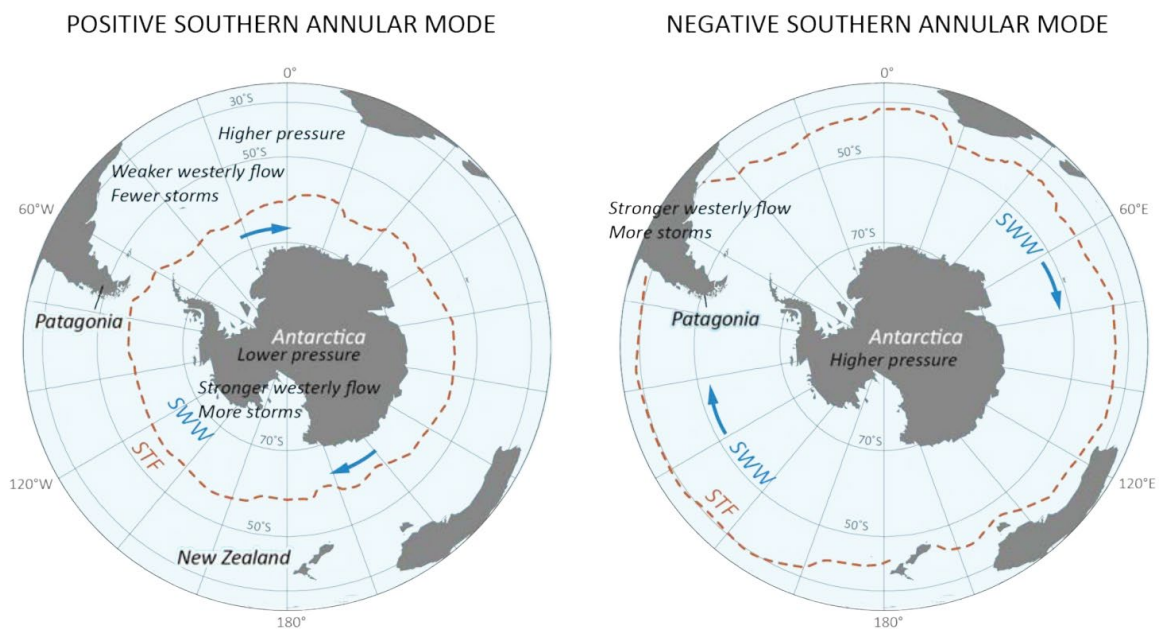 POSITIVE SOUTHERN ANNULAR MODE
0°
30°S
Higher pressure
50°S
Weaker westerly flow
Fewer storms
60°W
Patagonia
Antarctica
Lower pressure
Stronger westerly flow
More storms
SWW
STF
70°S
120°W
50°S
New Zealand
180°
NEGATIVE SOUTHERN ANNULAR MODE
0°
50°S
Stronger westerly flow
More storms
60°E
SWW
70°S
Patagonia
Antarctica
Higher pressure
SWW
STF
70°S
120°E
50°S
180°